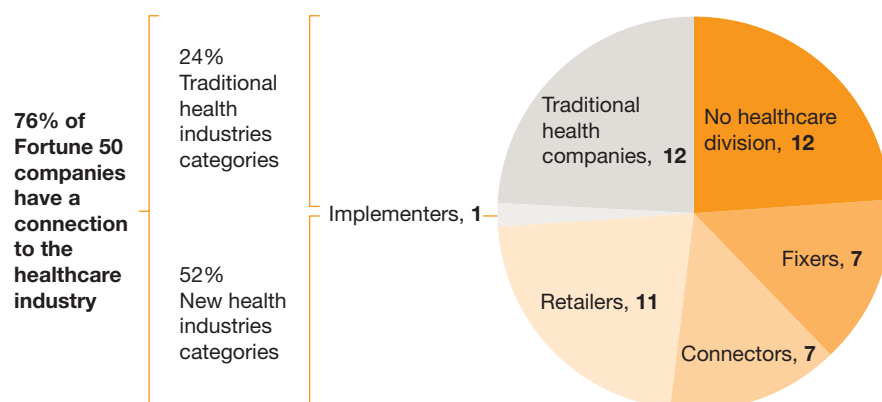 76% of
Fortune 50
companies
have a
connection
to the
healthcare
industry
24%
Traditional
health
industries
categories
52%
New health
industries
categories
Implementers, 1
Traditional
health
companies, 12
No healthcare
division, 12
Fixers, 7
Connectors, 7
Retailers, 11